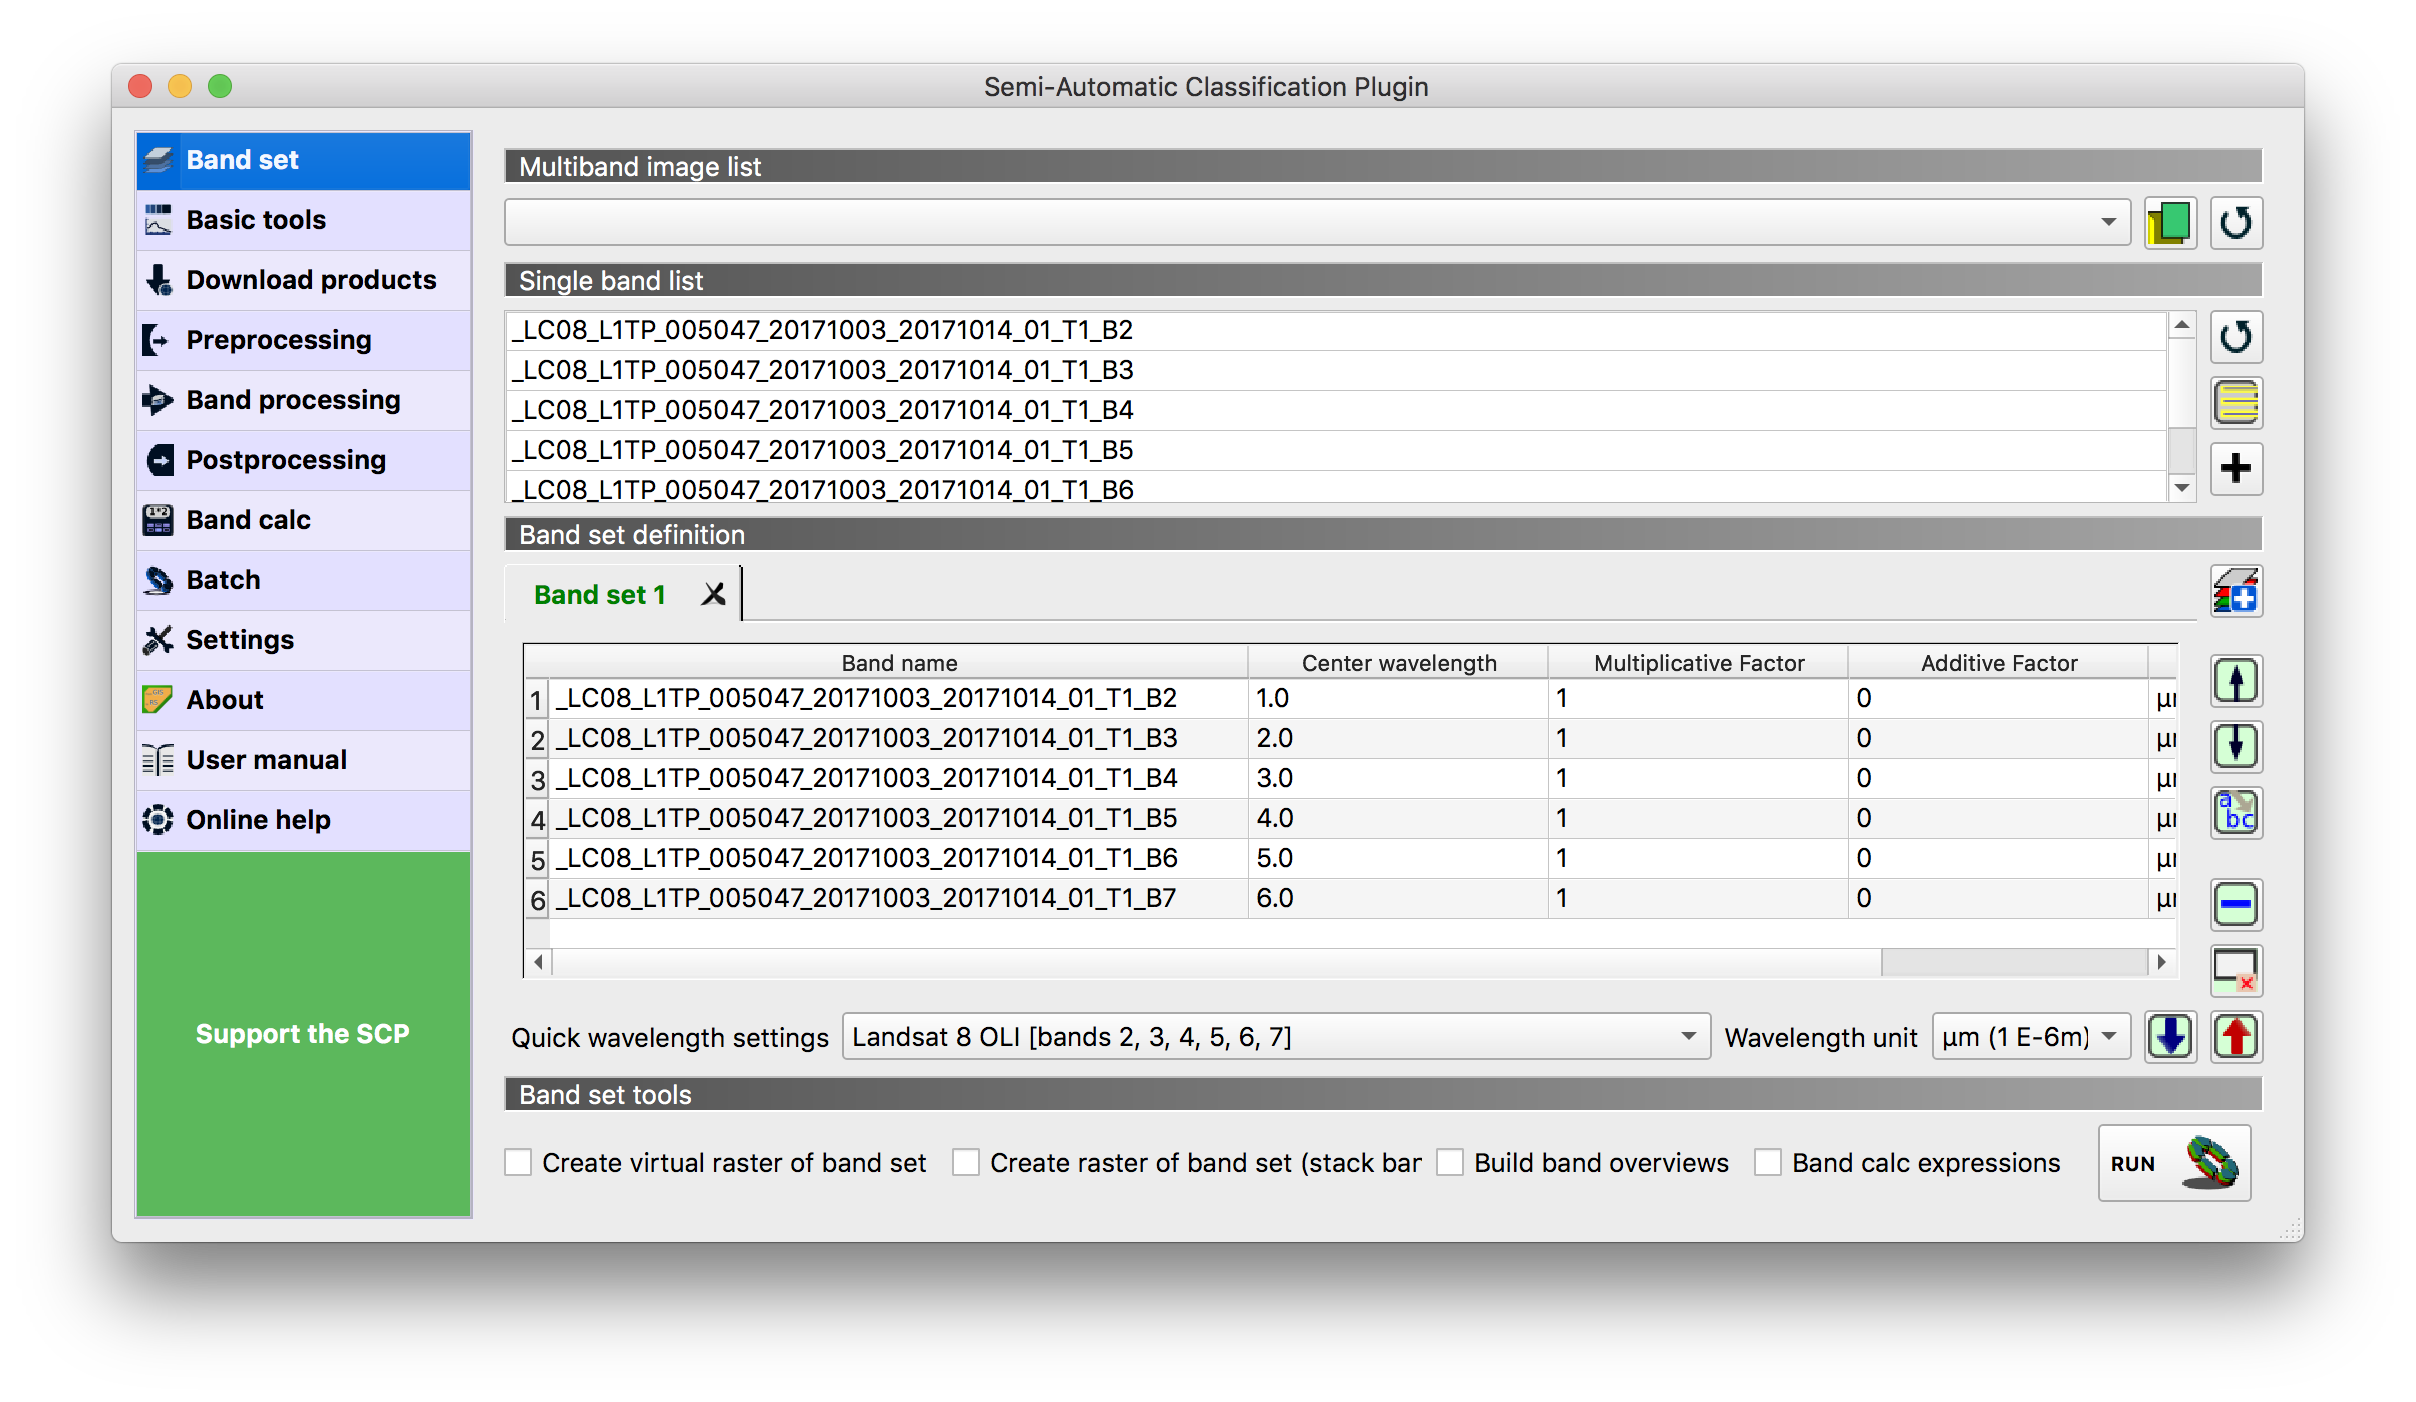 Semi-Automatic Classification Plugin
Band set
Basic tools
Download products
Preprocessing
Band processing
Postprocessing
Band calc
Batch
Settings
About
User manual
Online help
Support the SCP
Multiband image list
Single band list
_LC08_L1TP_005047_20171003_20171014_01_T1_B2
_LC08_L1TP_005047_20171003_20171014_01_T1_B3
_LC08_L1TP_005047_20171003_20171014_01_T1_B4
_LC08_L1TP_005047_20171003_20171014_01_T1_B5
_LC08_L1TP_005047_20171003_20171014_01_T1_B6
Band set definition
Band set 1
Band name Center wavelength Multiplicative Factor Additive Factor
1 _LC08_L1TP_005047_20171003_20171014_01_T1_B2 1.0 1 0
2 _LC08_L1TP_005047_20171003_20171014_01_T1_B3 2.0 1 0
3 _LC08_L1TP_005047_20171003_20171014_01_T1_B4 3.0 1 0
4 _LC08_L1TP_005047_20171003_20171014_01_T1_B5 4.0 1 0
5 _LC08_L1TP_005047_20171003_20171014_01_T1_B6 5.0 1 0
6 _LC08_L1TP_005047_20171003_20171014_01_T1_B7 6.0 1 0
a
bc
Quick wavelength settings Landsat 8 OLI [bands 2, 3, 4, 5, 6, 7] Wavelength unit µm (1 E-6m)
Band set tools
Create virtual raster of band set Create raster of band set (stack bar Build band overviews Band calc expressions RUN